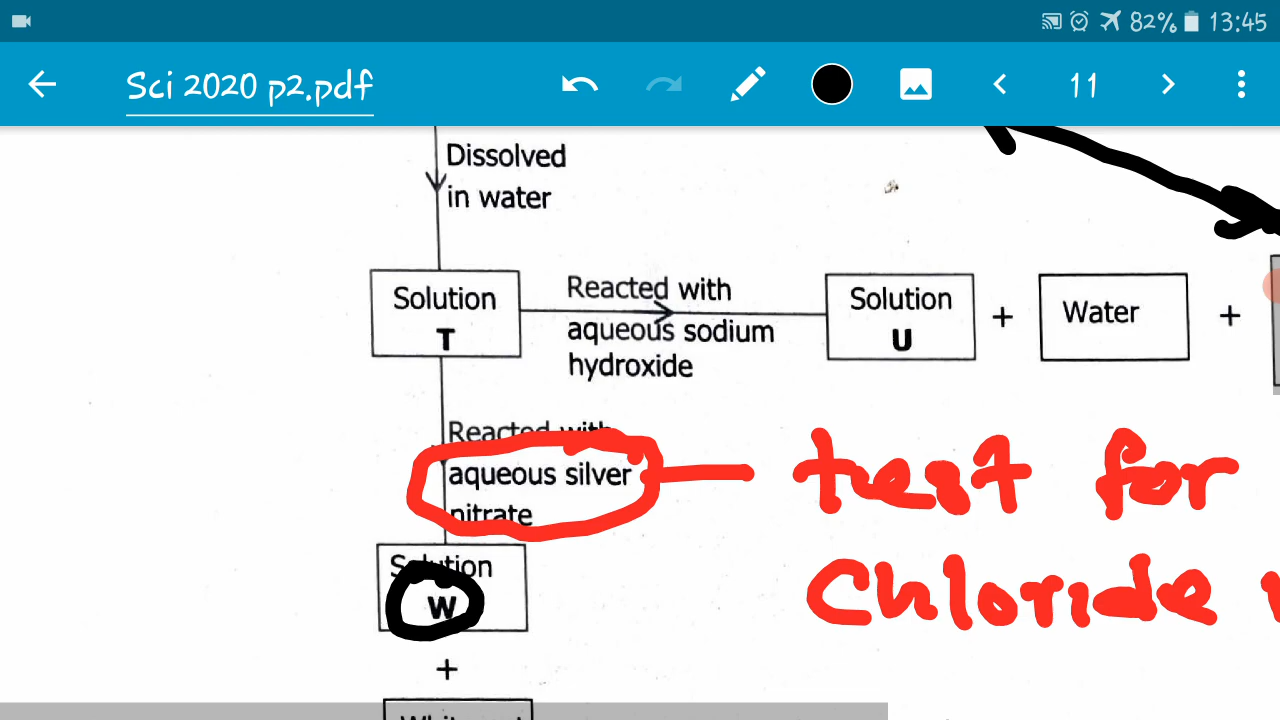 82% 13:45
Sci 2020 p2.pdf 11
Dissolved
in water
Solution
T
Reacted with
aqueous sodium
hydroxide
Solution
U
+
Water
+
Reacted with
aqueous silver
nitrate
test for
Chloride
Solution
W
+